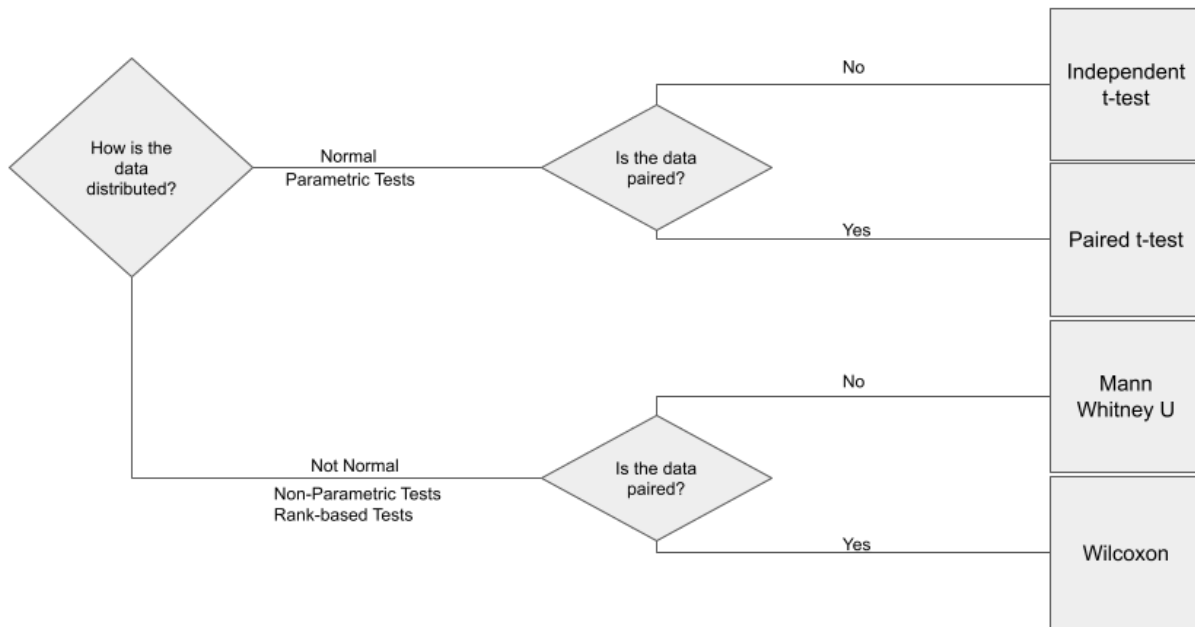 How is the
data
distributed?
Normal
Parametric Tests
Is the data
paired?
No
Independent
t-test
Yes
Paired t-test
Not Normal
Non-Parametric Tests
Rank-based Tests
Is the data
paired?
No
Mann
Whitney U
Yes
Wilcoxon